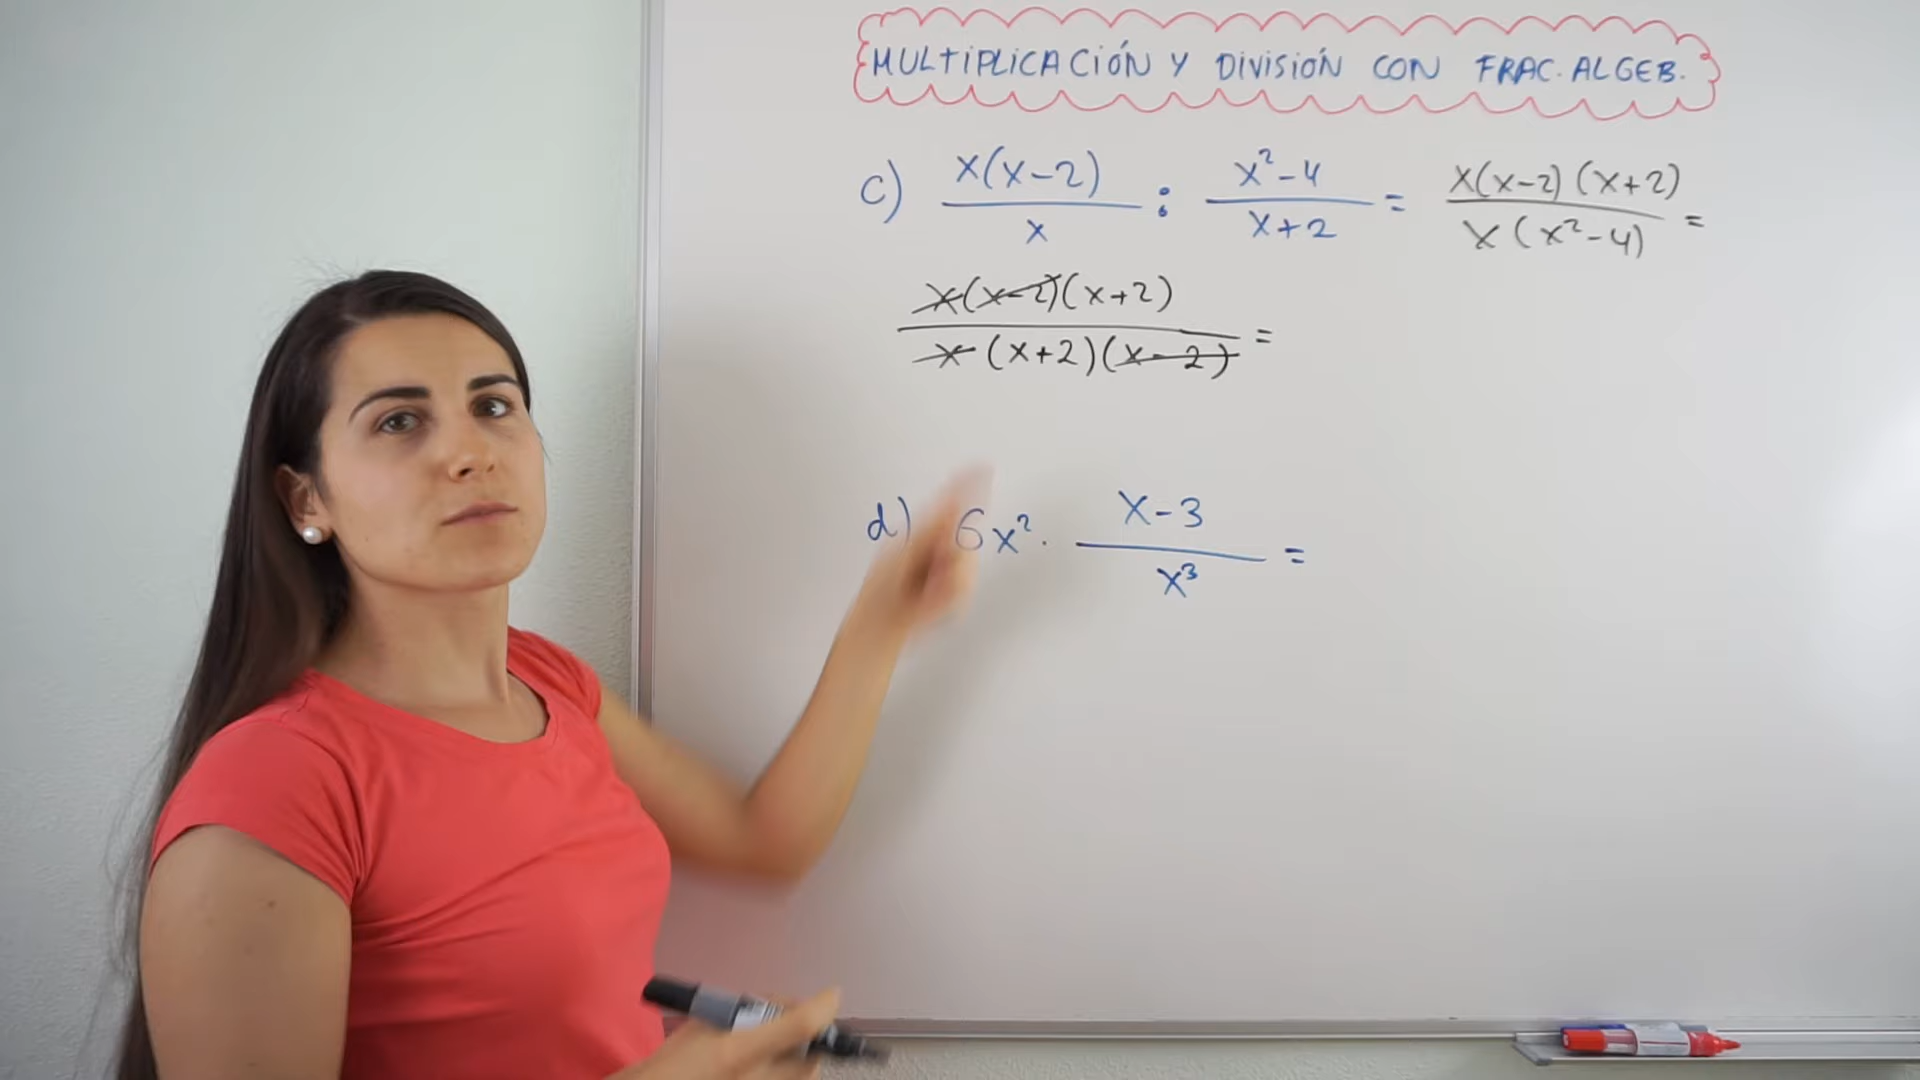 MULTIPLICACIÓN Y DIVISIÓN CON FRAC. ALGEB.
c) x(x-2)/x : x²-4/x+2 = x(x-2)(x+2)/x(x²-4) =
x(x-2)(x+2)/x(x+2)(x-2) =
d) 6x² · x-3/x³ =